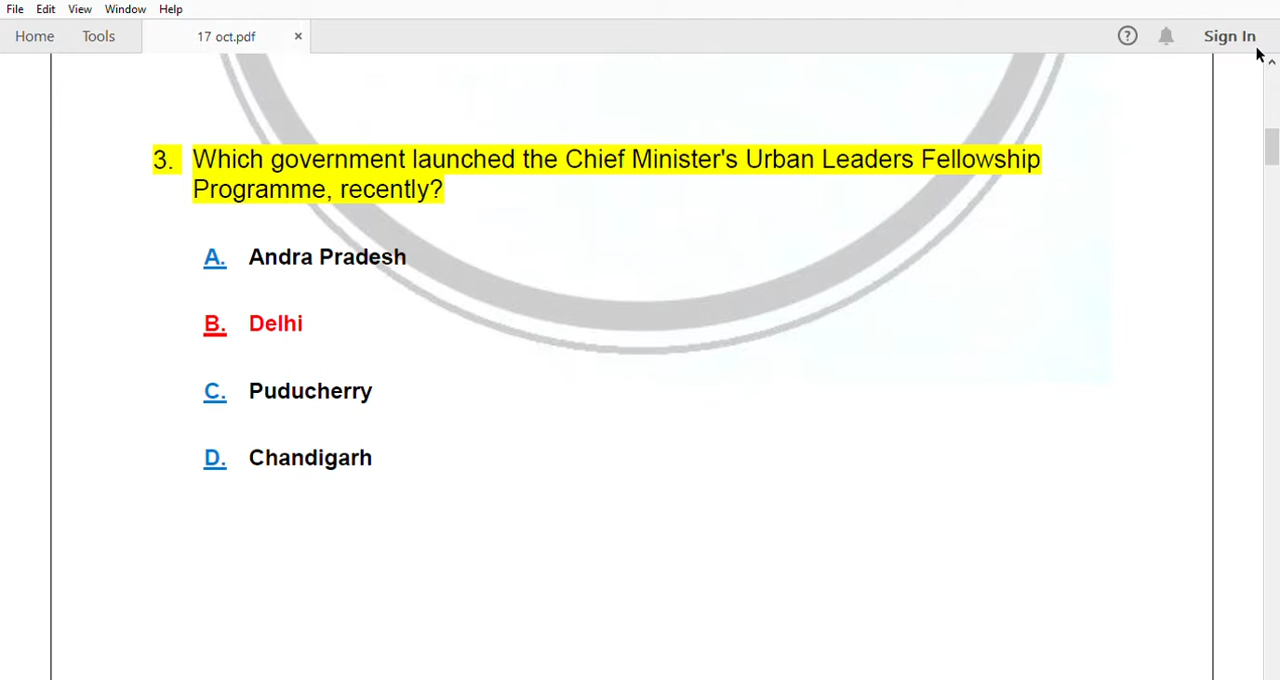 File Edit View Window Help
Home Tools 17 oct.pdf × ? Sign In
3. Which government launched the Chief Minister's Urban Leaders Fellowship
Programme, recently?
A. Andra Pradesh
B. Delhi
C. Puducherry
D. Chandigarh